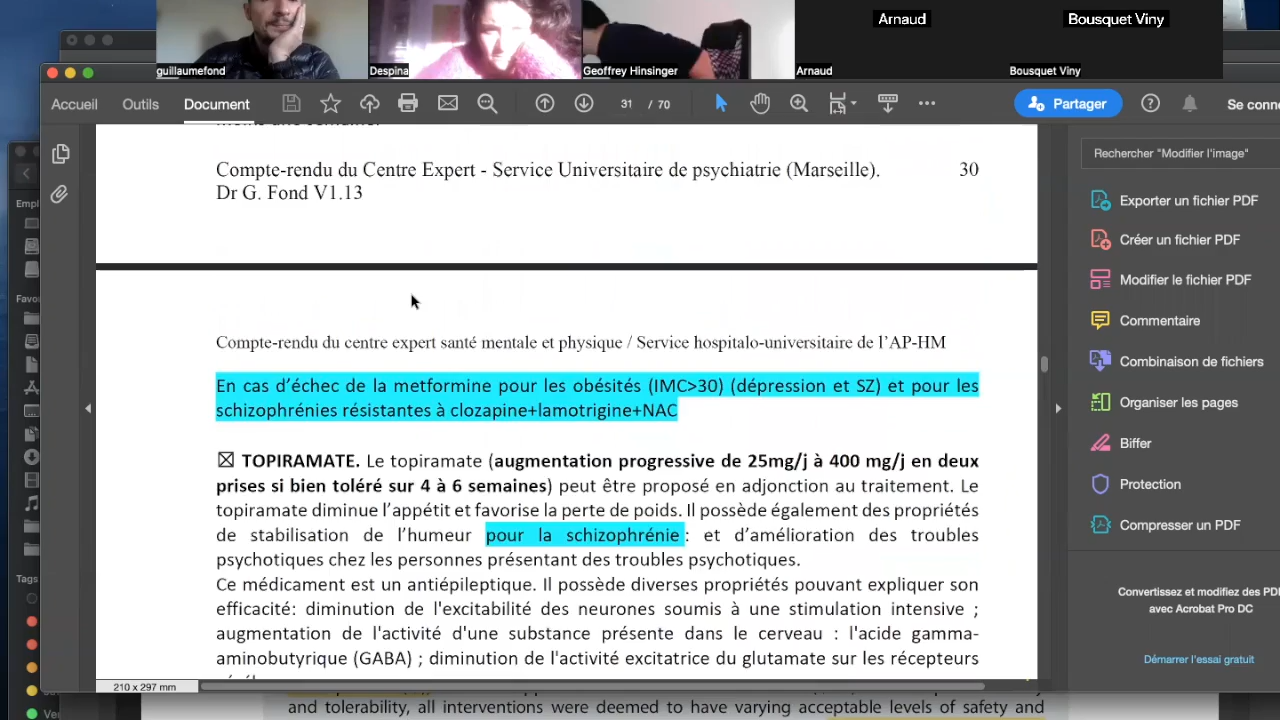 Arnaud
Bousquet Viny
guillaumefond
Despina
Geoffrey Hinsinger
Arnaud
Bousquet Viny
Accueil
Outils
Document
31 / 70
Partager
Se conn
Compte-rendu du Centre Expert - Service Universitaire de psychiatrie (Marseille). 30
Dr G. Fond V1.13
Compte-rendu du centre expert santé mentale et physique / Service hospitalo-universitaire de l’AP-HM
En cas d’échec de la metformine pour les obésités (IMC>30) (dépression et SZ) et pour les
schizophrénies résistantes à clozapine+lamotrigine+NAC
☒ TOPIRAMATE. Le topiramate (augmentation progressive de 25mg/j à 400 mg/j en deux
prises si bien toléré sur 4 à 6 semaines) peut être proposé en adjonction au traitement. Le
topiramate diminue l’appétit et favorise la perte de poids. Il possède également des propriétés
de stabilisation de l’humeur pour la schizophrénie: et d’amélioration des troubles
psychotiques chez les personnes présentant des troubles psychotiques.
Ce médicament est un antiépileptique. Il possède diverses propriétés pouvant expliquer son
efficacité: diminution de l'excitabilité des neurones soumis à une stimulation intensive ;
augmentation de l'activité d'une substance présente dans le cerveau : l'acide gamma-
aminobutyrique (GABA) ; diminution de l'activité excitatrice du glutamate sur les récepteurs
210 x 297 mm
and tolerability, all interventions were deemed to have varying acceptable levels of safety and
Rechercher "Modifier l'image"
Exporter un fichier PDF
Créer un fichier PDF
Modifier le fichier PDF
Commentaire
Combinaison de fichiers
Organiser les pages
Biffer
Protection
Compresser un PDF
Convertissez et modifiez des PD
avec Acrobat Pro DC
Démarrer l'essai gratuit
Empl
Favo
Tags